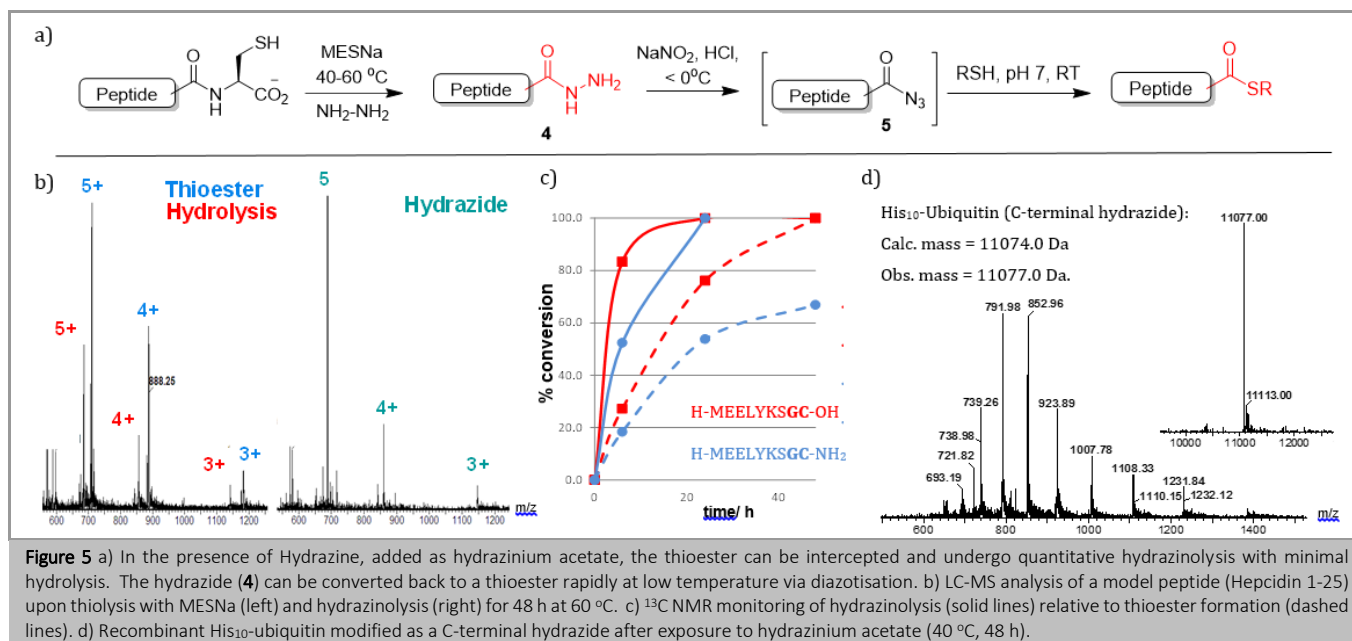 a)
SH
O
Peptide
N
H
CO₂⁻
MESNa
40-60 ⁰C
NH₂-NH₂
O
Peptide
N
H
NH₂
4
NaNO₂, HCl,
< 0⁰C
O
Peptide
N₃
5
RSH, pH 7, RT
O
Peptide
SR
b)
5+
Thioester
Hydrolysis
5+
4+
888.25
4+
3+
3+
600 700 800 900 1000 1200
5
Hydrazide
4+
3+
600 700 800 900 1000 1200
m/z
c)
100.0
80.0
60.0
40.0
20.0
0.0
% conversion
H-MEELYKSGC-OH
H-MEELYKSGC-NH₂
0 20 40
time/ h
d)
His₁₀-Ubiquitin (C-terminal hydrazide):
Calc. mass = 11074.0 Da
Obs. mass = 11077.0 Da.
11077.00
11113.00
10000 11000 12000
791.98
852.96
739.26
738.98
721.82
693.19
923.89
1007.78
1108.33
1110.15
1231.84
1232.12
600 800 1000 1200 1400
m/z
Figure 5 a) In the presence of Hydrazine, added as hydrazinium acetate, the thioester can be intercepted and undergo quantitative hydrazinolysis with minimal
hydrolysis. The hydrazide (4) can be converted back to a thioester rapidly at low temperature via diazotisation. b) LC-MS analysis of a model peptide (Hepcidin 1-25)
upon thiolysis with MESNa (left) and hydrazinolysis (right) for 48 h at 60 ⁰C. c) ¹³C NMR monitoring of hydrazinolysis (solid lines) relative to thioester formation (dashed
lines). d) Recombinant His₁₀-ubiquitin modified as a C-terminal hydrazide after exposure to hydrazinium acetate (40 ⁰C, 48 h).